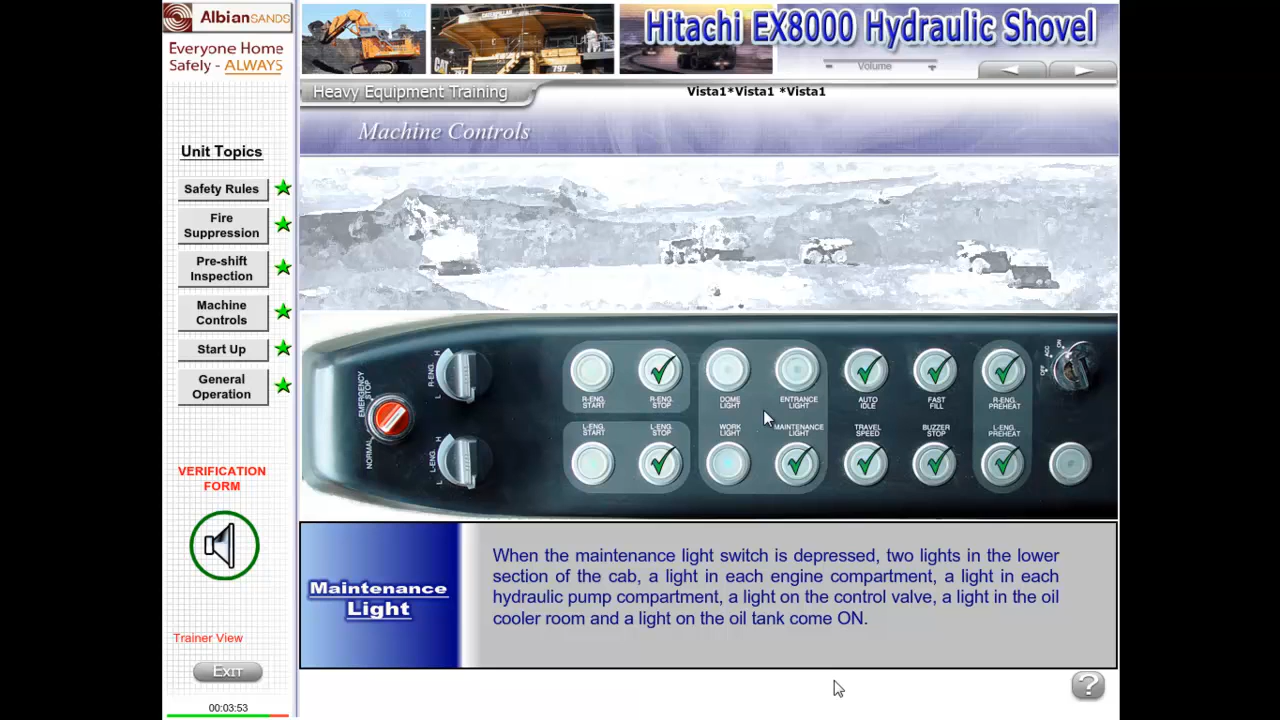 AlbianSANDS
Everyone Home
Safely - ALWAYS
Hitachi EX8000 Hydraulic Shovel
CAT
CATERPILLAR
797
Volume
Heavy Equipment Training
Vista1*Vista1 *Vista1
Machine Controls
Unit Topics
Safety Rules
Fire
Suppression
Pre-shift
Inspection
Machine
Controls
Start Up
General
Operation
VERIFICATION
FORM
Trainer View
EXIT
00:03:53
EMERGENCY
STOP
NORMAL
R-ENG.
H
L
L-ENG.
H
L
R-ENG.
START
R-ENG.
STOP
DOME
LIGHT
ENTRANCE
LIGHT
AUTO
IDLE
FAST
FILL
R-ENG.
PREHEAT
OFF
ACC
ON
L-ENG.
START
L-ENG.
STOP
WORK
LIGHT
MAINTENANCE
LIGHT
TRAVEL
SPEED
BUZZER
STOP
L-ENG.
PREHEAT
Maintenance
Light
When the maintenance light switch is depressed, two lights in the lower
section of the cab, a light in each engine compartment, a light in each
hydraulic pump compartment, a light on the control valve, a light in the oil
cooler room and a light on the oil tank come ON.
?